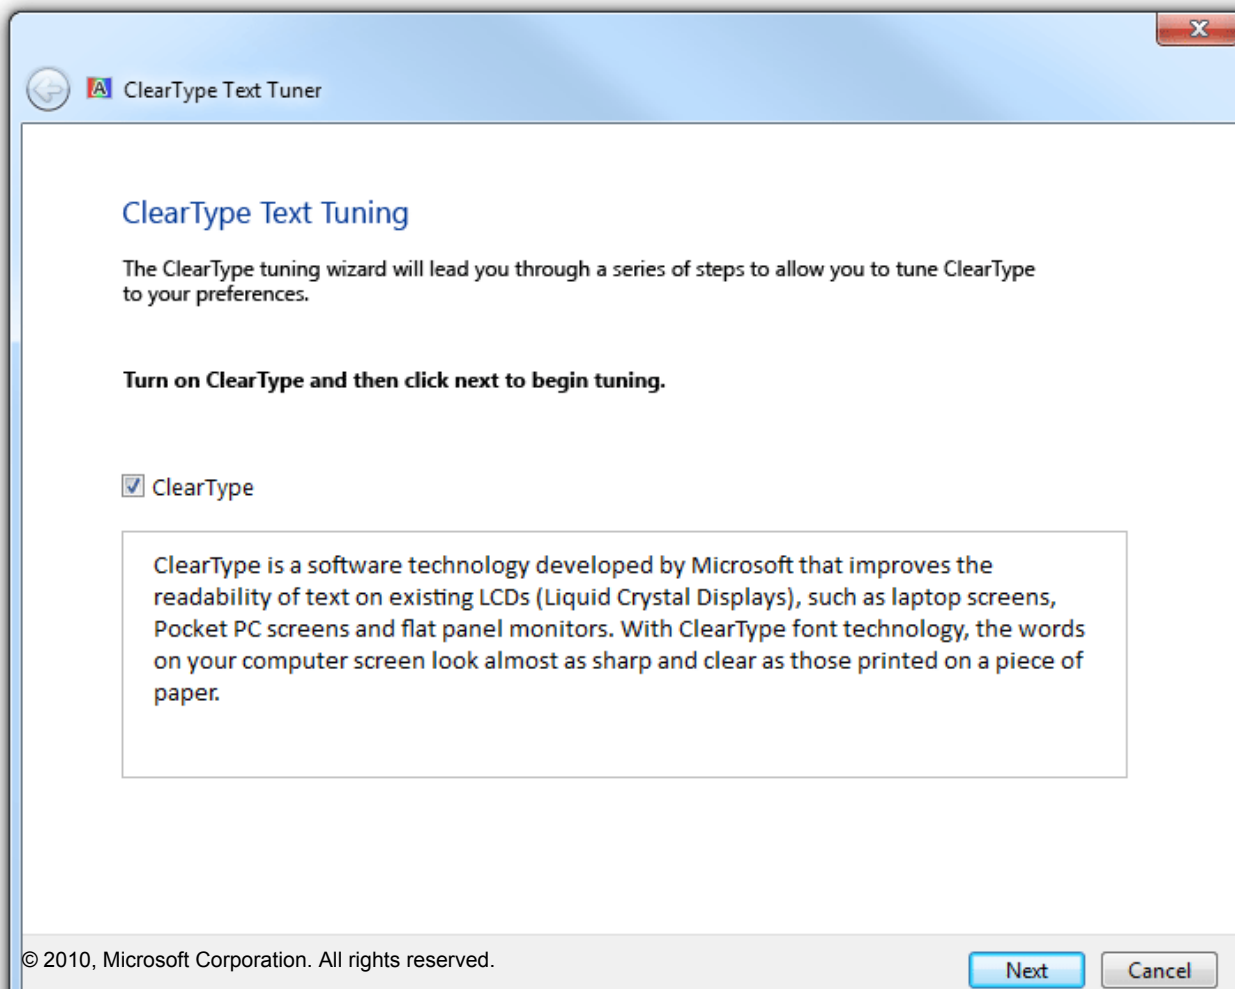 ClearType Text Tuner
ClearType Text Tuning
The ClearType tuning wizard will lead you through a series of steps to allow you to tune ClearType
to your preferences.
Turn on ClearType and then click next to begin tuning.
ClearType
ClearType is a software technology developed by Microsoft that improves the
readability of text on existing LCDs (Liquid Crystal Displays), such as laptop screens,
Pocket PC screens and flat panel monitors. With ClearType font technology, the words
on your computer screen look almost as sharp and clear as those printed on a piece of
paper.
© 2010, Microsoft Corporation. All rights reserved.
Next Cancel